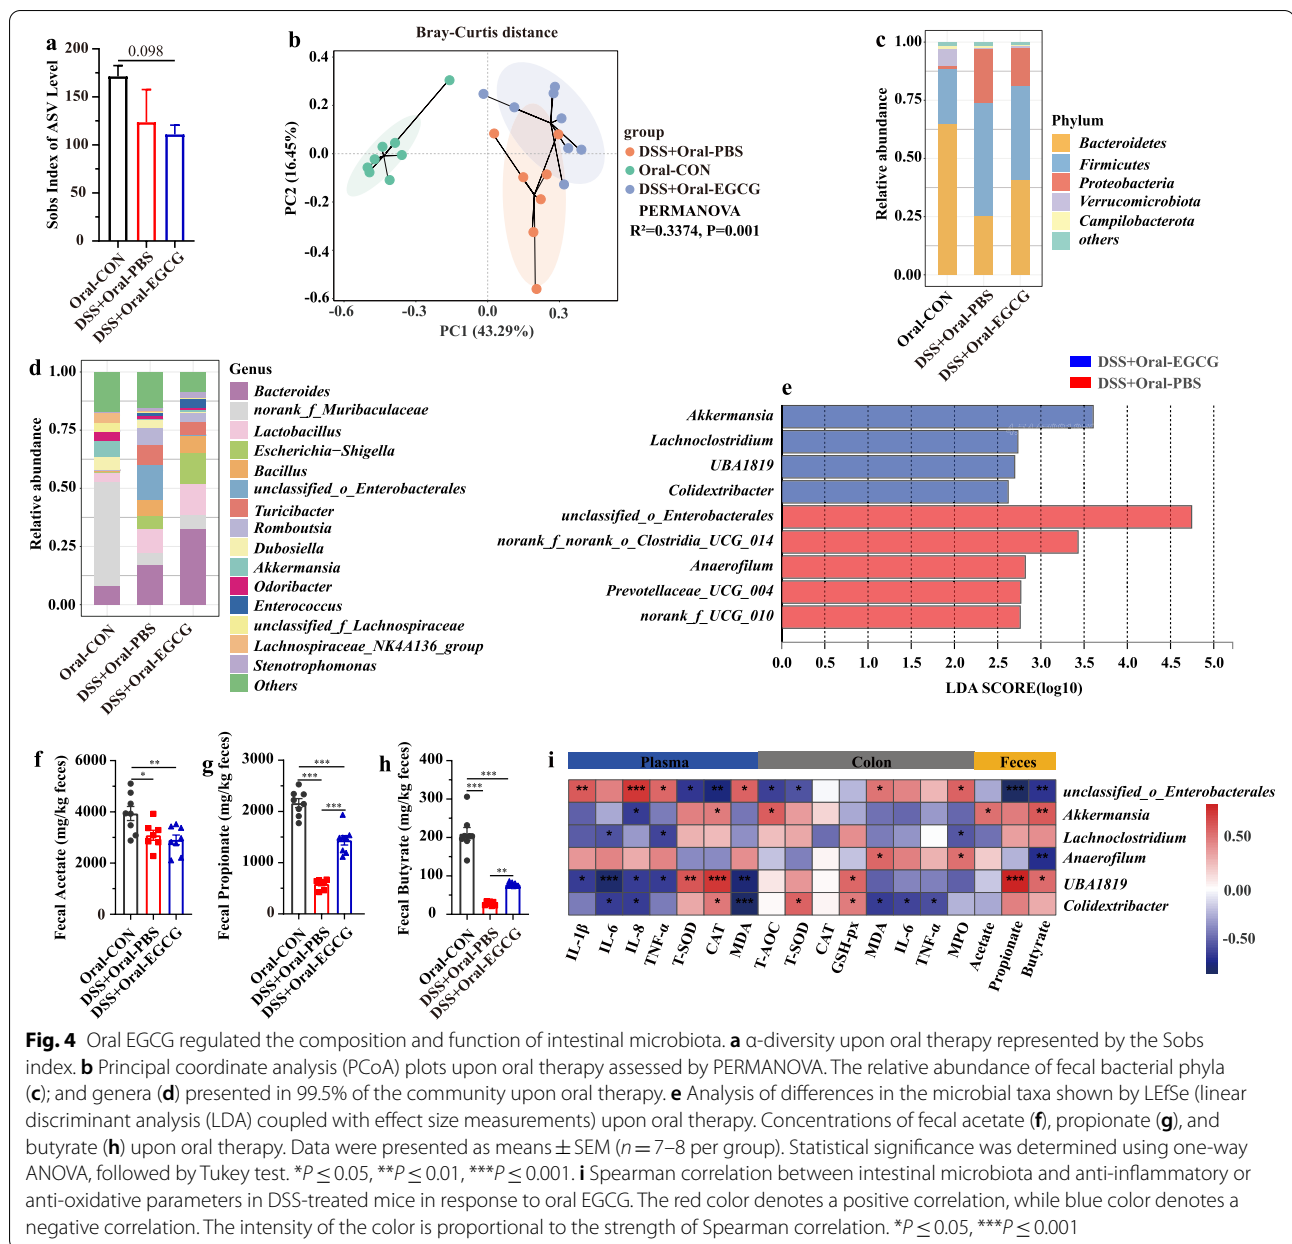 a
Sobs Index of ASV Level
200
150
100
50
0
0.098
Oral-CON
DSS+Oral-PBS
DSS+Oral-EGCG
b
Bray-Curtis distance
PC2 (16.45%)
0.4
0.2
0.0
-0.2
-0.4
-0.6
-0.6
-0.3
0.0
0.3
PC1 (43.29%)
group
DSS+Oral-PBS
Oral-CON
DSS+Oral-EGCG
PERMANOVA
R²=0.3374, P=0.001
c
Relative abundance
1.00
0.75
0.50
0.25
0.00
Oral-CON
DSS+Oral-PBS
DSS+Oral-EGCG
Phylum
Bacteroidetes
Firmicutes
Proteobacteria
Verrucomicrobiota
Campilobacterota
others
d
Relative abundance
1.00
0.75
0.50
0.25
0.00
Oral-CON
DSS+Oral-PBS
DSS+Oral-EGCG
Genus
Bacteroides
norank_f_Muribaculaceae
Lactobacillus
Escherichia−Shigella
Bacillus
unclassified_o_Enterobacterales
Turicibacter
Romboutsia
Dubosiella
Akkermansia
Odoribacter
Enterococcus
unclassified_f_Lachnospiraceae
Lachnospiraceae_NK4A136_group
Stenotrophomonas
Others
e
DSS+Oral-EGCG
DSS+Oral-PBS
Akkermansia
Lachnoclostridium
UBA1819
Colidextribacter
unclassified_o_Enterobacterales
norank_f_norank_o_Clostridia_UCG_014
Anaerofilum
Prevotellaceae_UCG_004
norank_f_UCG_010
0.0 0.5 1.0 1.5 2.0 2.5 3.0 3.5 4.0 4.5 5.0
LDA SCORE(log10)
f
Fecal Acetate (mg/kg feces)
6000
4000
2000
0
**
*
Oral-CON
DSS+Oral-PBS
DSS+Oral-EGCG
g
Fecal Propionate (mg/kg feces)
3000
2000
1000
0
***
***
***
Oral-CON
DSS+Oral-PBS
DSS+Oral-EGCG
h
Fecal Butyrate (mg/kg feces)
400
300
200
100
0
***
***
**
Oral-CON
DSS+Oral-PBS
DSS+Oral-EGCG
i
Plasma Colon Feces
** *** * * ** * * * * * *** **
unclassified_o_Enterobacterales
* * * * **
Akkermansia
* * *
Lachnoclostridium
* * **
Anaerofilum
* *** * * ** *** ** * *** *
UBA1819
* * * *** * * * * *
Colidextribacter
IL-1β
IL-6
IL-8
TNF-α
T-SOD
CAT
MDA
T-AOC
T-SOD
CAT
GSH-px
MDA
IL-6
TNF-α
MPO
Acetate
Propionate
Butyrate
0.50
0.00
-0.50
Fig. 4 Oral EGCG regulated the composition and function of intestinal microbiota. a α-diversity upon oral therapy represented by the Sobs
index. b Principal coordinate analysis (PCoA) plots upon oral therapy assessed by PERMANOVA. The relative abundance of fecal bacterial phyla
(c); and genera (d) presented in 99.5% of the community upon oral therapy. e Analysis of differences in the microbial taxa shown by LEfSe (linear
discriminant analysis (LDA) coupled with effect size measurements) upon oral therapy. Concentrations of fecal acetate (f), propionate (g), and
butyrate (h) upon oral therapy. Data were presented as means ± SEM (n = 7–8 per group). Statistical significance was determined using one-way
ANOVA, followed by Tukey test. *P ≤ 0.05, **P ≤ 0.01, ***P ≤ 0.001. i Spearman correlation between intestinal microbiota and anti-inflammatory or
anti-oxidative parameters in DSS-treated mice in response to oral EGCG. The red color denotes a positive correlation, while blue color denotes a
negative correlation. The intensity of the color is proportional to the strength of Spearman correlation. *P ≤ 0.05, ***P ≤ 0.001